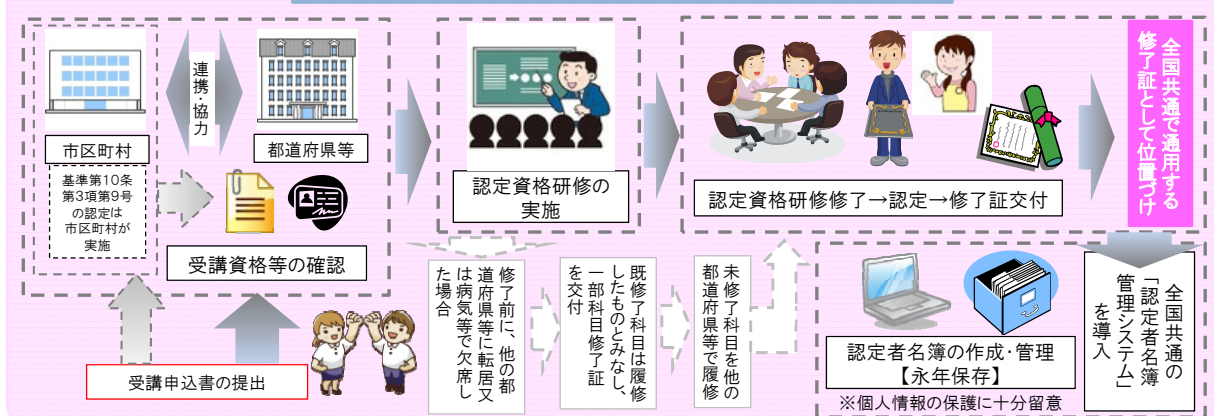 連携・協力
市区町村
都道府県等
基準第10条
第3項第9号
の認定は
市区町村が
実施
受講資格等の確認
受講申込書の提出
認定資格研修の
実施
修了前に、他の都
道府県等に転居又
は病気等で欠席し
た場合
既修了科目は履修
したものとみなし、
一部科目修了証
を交付
未修了科目を他の
都道府県等で履修
認定資格研修修了→認定→修了証交付
全国共通で通用する
修了証として位置づけ
全国共通の
「認定者名簿
管理システム」
を導入
認定者名簿の作成・管理
【永年保存】
※個人情報の保護に十分留意